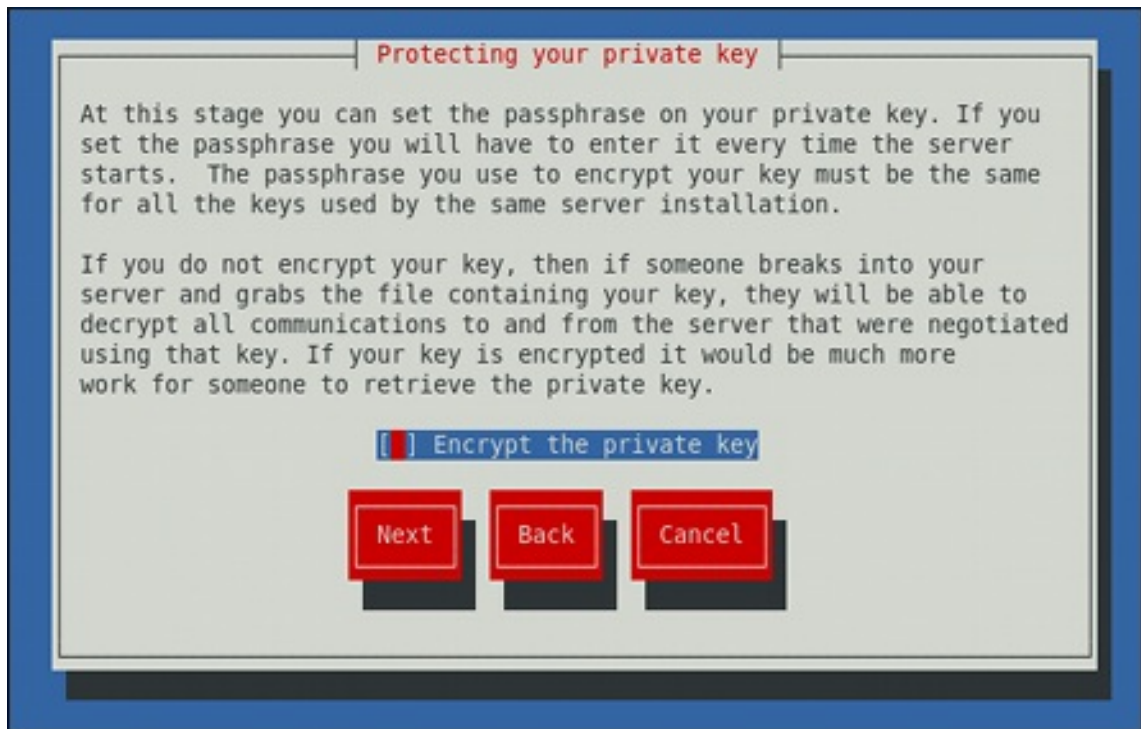 Protecting your private key
At this stage you can set the passphrase on your private key. If you
set the passphrase you will have to enter it every time the server
starts.  The passphrase you use to encrypt your key must be the same
for all the keys used by the same server installation.
If you do not encrypt your key, then if someone breaks into your
server and grabs the file containing your key, they will be able to
decrypt all communications to and from the server that were negotiated
using that key. If your key is encrypted it would be much more
work for someone to retrieve the private key.
[ ] Encrypt the private key
Next Back Cancel